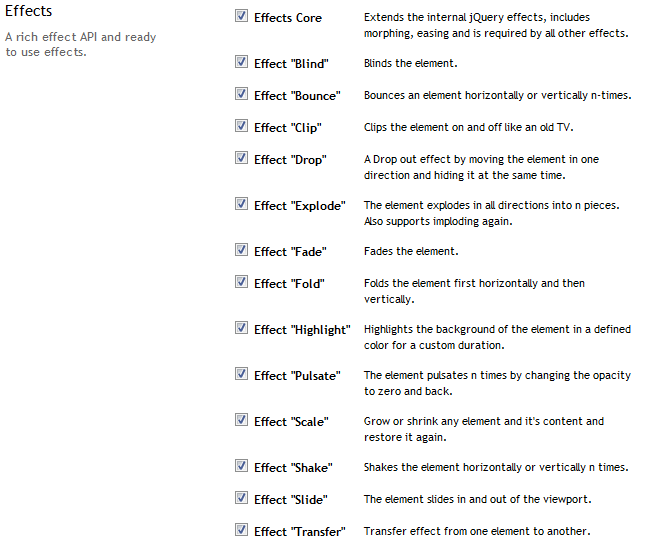 Effects
A rich effect API and ready
to use effects.
Effects Core
Extends the internal jQuery effects, includes
morphing, easing and is required by all other effects.
Effect "Blind"
Blinds the element.
Effect "Bounce"
Bounces an element horizontally or vertically n-times.
Effect "Clip"
Clips the element on and off like an old TV.
Effect "Drop"
A Drop out effect by moving the element in one
direction and hiding it at the same time.
Effect "Explode"
The element explodes in all directions into n pieces.
Also supports imploding again.
Effect "Fade"
Fades the element.
Effect "Fold"
Folds the element first horizontally and then
vertically.
Effect "Highlight"
Highlights the background of the element in a defined
color for a custom duration.
Effect "Pulsate"
The element pulsates n times by changing the opacity
to zero and back.
Effect "Scale"
Grow or shrink any element and it's content and
restore it again.
Effect "Shake"
Shakes the element horizontally or vertically n times.
Effect "Slide"
The element slides in and out of the viewport.
Effect "Transfer"
Transfer effect from one element to another.